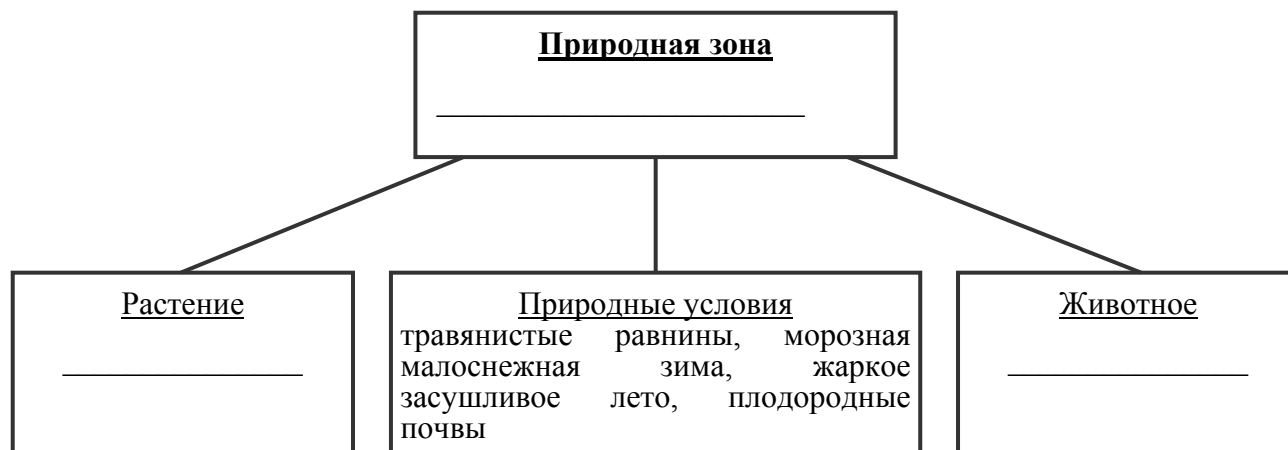 Природная зона
Растение
Природные условия
травянистые равнины, морозная
малоснежная зима, жаркое
засушливое лето, плодородные
почвы
Животное